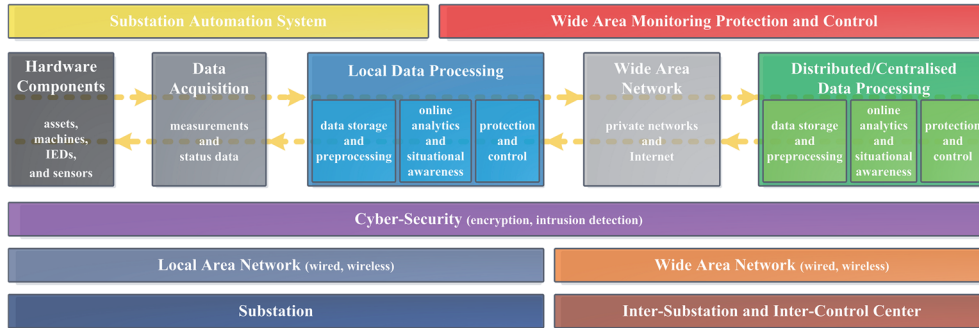 Substation Automation System
Wide Area Monitoring Protection and Control
Hardware
Components
assets,
machines,
IEDs,
and sensors
Data
Acquisition
measurements
and
status data
Local Data Processing
data storage
and
preprocessing
online
analytics
and
situational
awareness
protection
and
control
Wide Area
Network
private networks
and
Internet
Distributed/Centralised
Data Processing
data storage
and
preprocessing
online
analytics
and
situational
awareness
protection
and
control
Cyber-Security (encryption, intrusion detection)
Local Area Network (wired, wireless)
Wide Area Network (wired, wireless)
Substation
Inter-Substation and Inter-Control Center